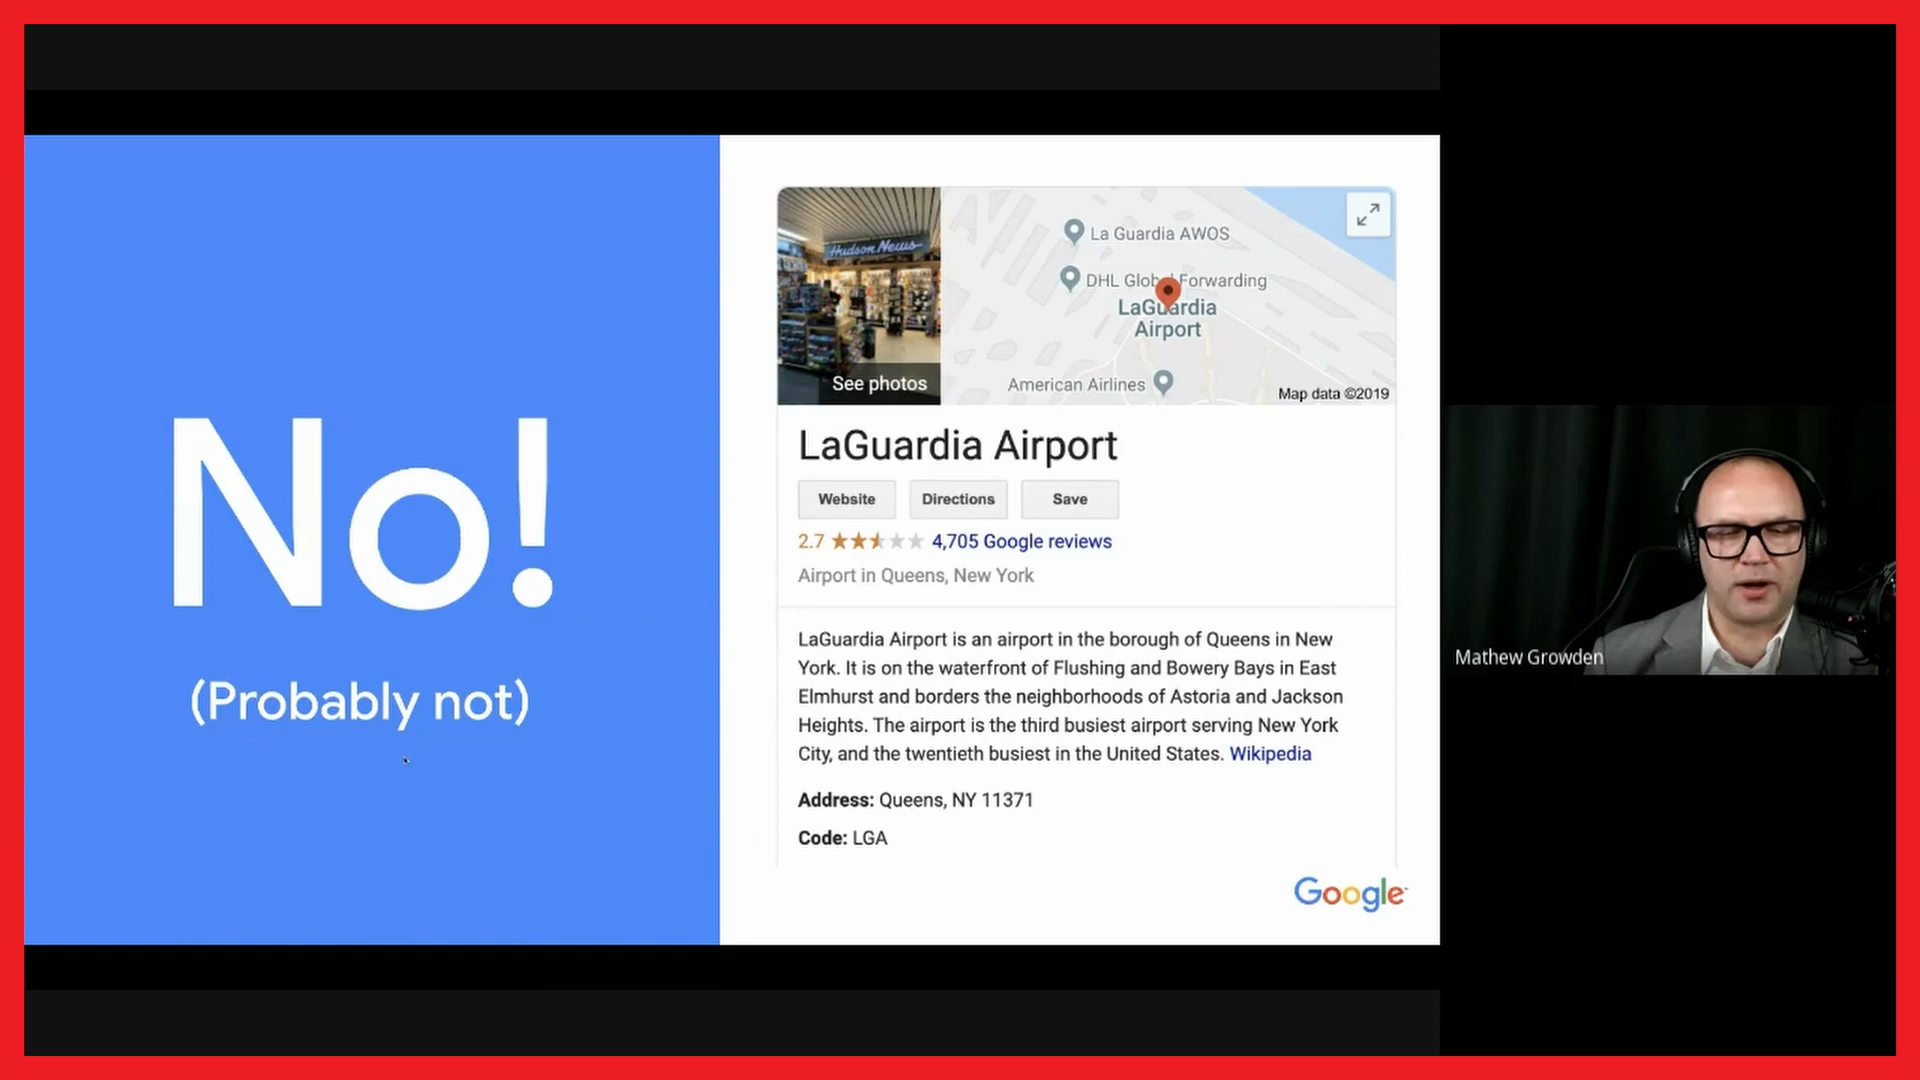 No!
(Probably not)
Hudson News
See photos
La Guardia AWOS
DHL Global Forwarding
LaGuardia
Airport
American Airlines
Map data ©2019
LaGuardia Airport
Website Directions Save
2.7 4,705 Google reviews
Airport in Queens, New York
LaGuardia Airport is an airport in the borough of Queens in New
York. It is on the waterfront of Flushing and Bowery Bays in East
Elmhurst and borders the neighborhoods of Astoria and Jackson
Heights. The airport is the third busiest airport serving New York
City, and the twentieth busiest in the United States. Wikipedia
Address: Queens, NY 11371
Code: LGA
Google
Mathew Growden